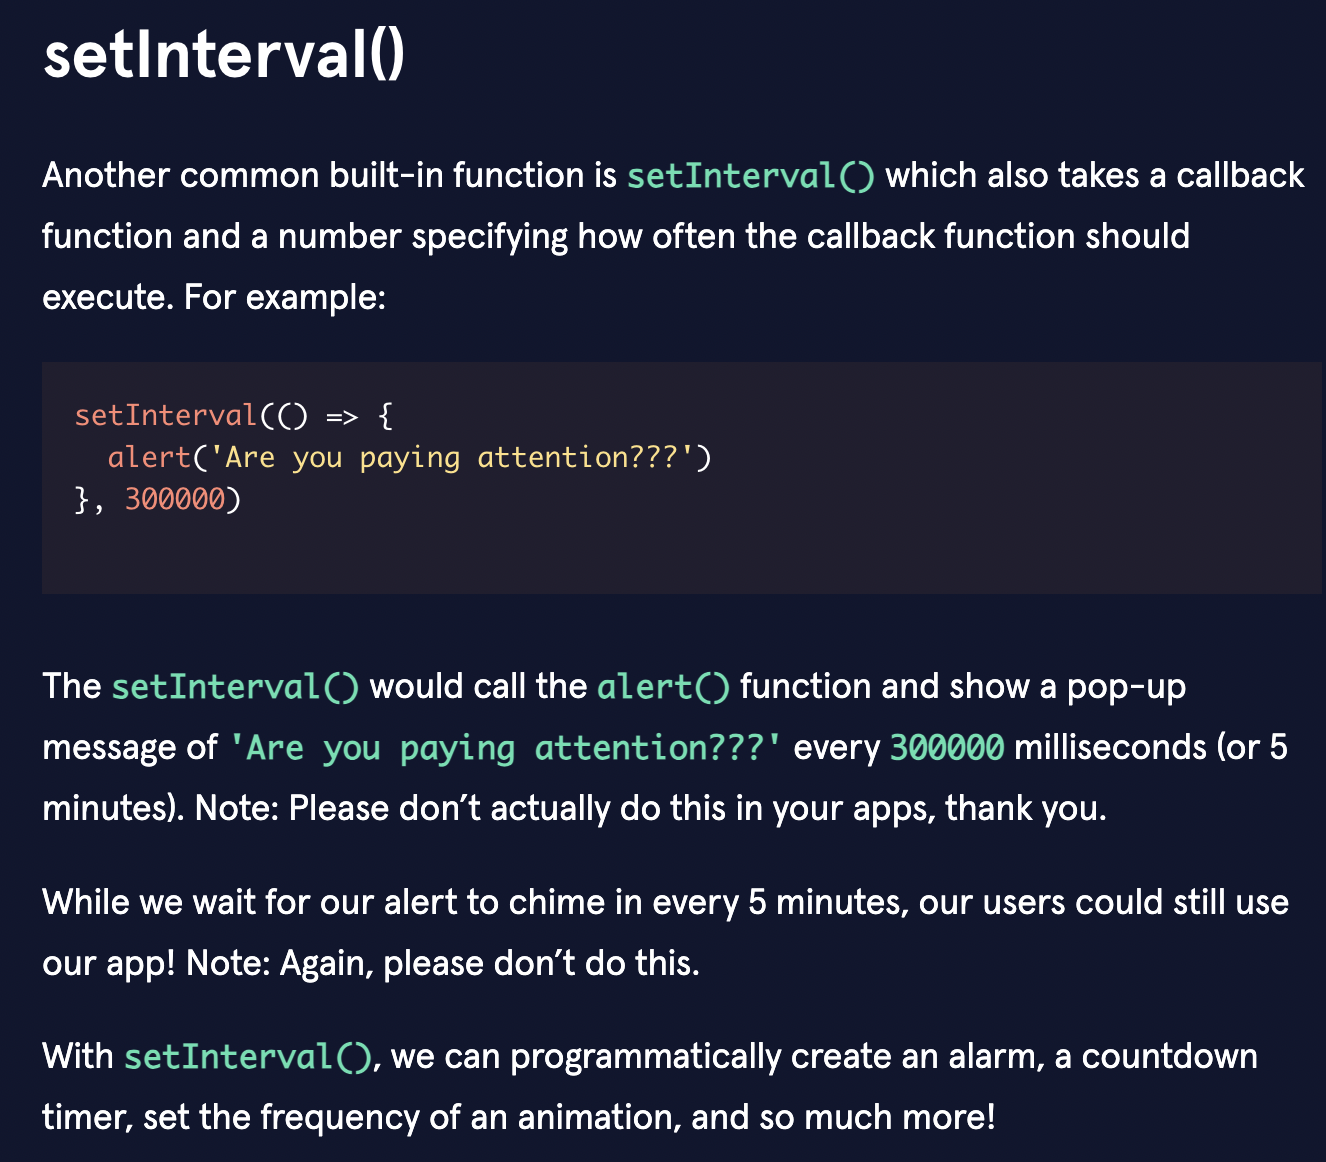 setInterval()
Another common built-in function is setInterval() which also takes a callback
function and a number specifying how often the callback function should
execute. For example:
setInterval(() => {
  alert('Are you paying attention???')
}, 300000)
The setInterval() would call the alert() function and show a pop-up
message of 'Are you paying attention???' every 300000 milliseconds (or 5
minutes). Note: Please don’t actually do this in your apps, thank you.
While we wait for our alert to chime in every 5 minutes, our users could still use
our app! Note: Again, please don’t do this.
With setInterval(), we can programmatically create an alarm, a countdown
timer, set the frequency of an animation, and so much more!